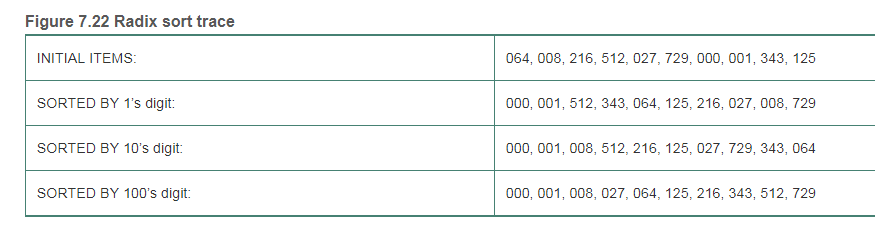 Figure 7.22 Radix sort trace
INITIAL ITEMS: 064, 008, 216, 512, 027, 729, 000, 001, 343, 125
SORTED BY 1's digit: 000, 001, 512, 343, 064, 125, 216, 027, 008, 729
SORTED BY 10's digit: 000, 001, 008, 512, 216, 125, 027, 729, 343, 064
SORTED BY 100's digit: 000, 001, 008, 027, 064, 125, 216, 343, 512, 729